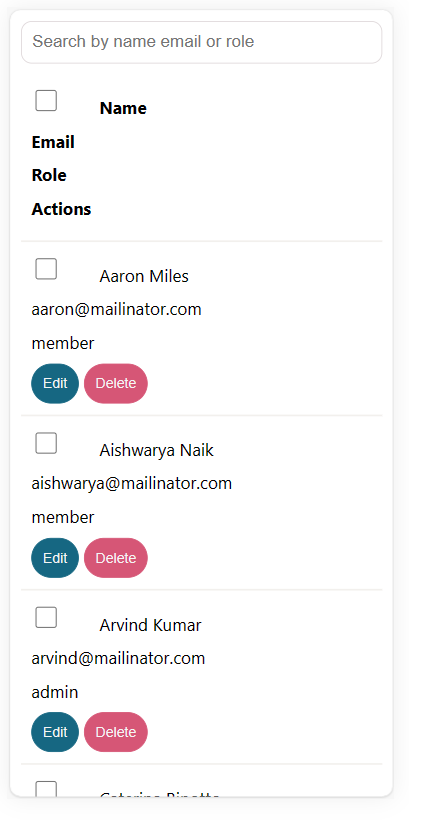 Search by name email or role
Name
Email
Role
Actions
Aaron Miles
aaron@mailinator.com
member
Edit Delete
Aishwarya Naik
aishwarya@mailinator.com
member
Edit Delete
Arvind Kumar
arvind@mailinator.com
admin
Edit Delete